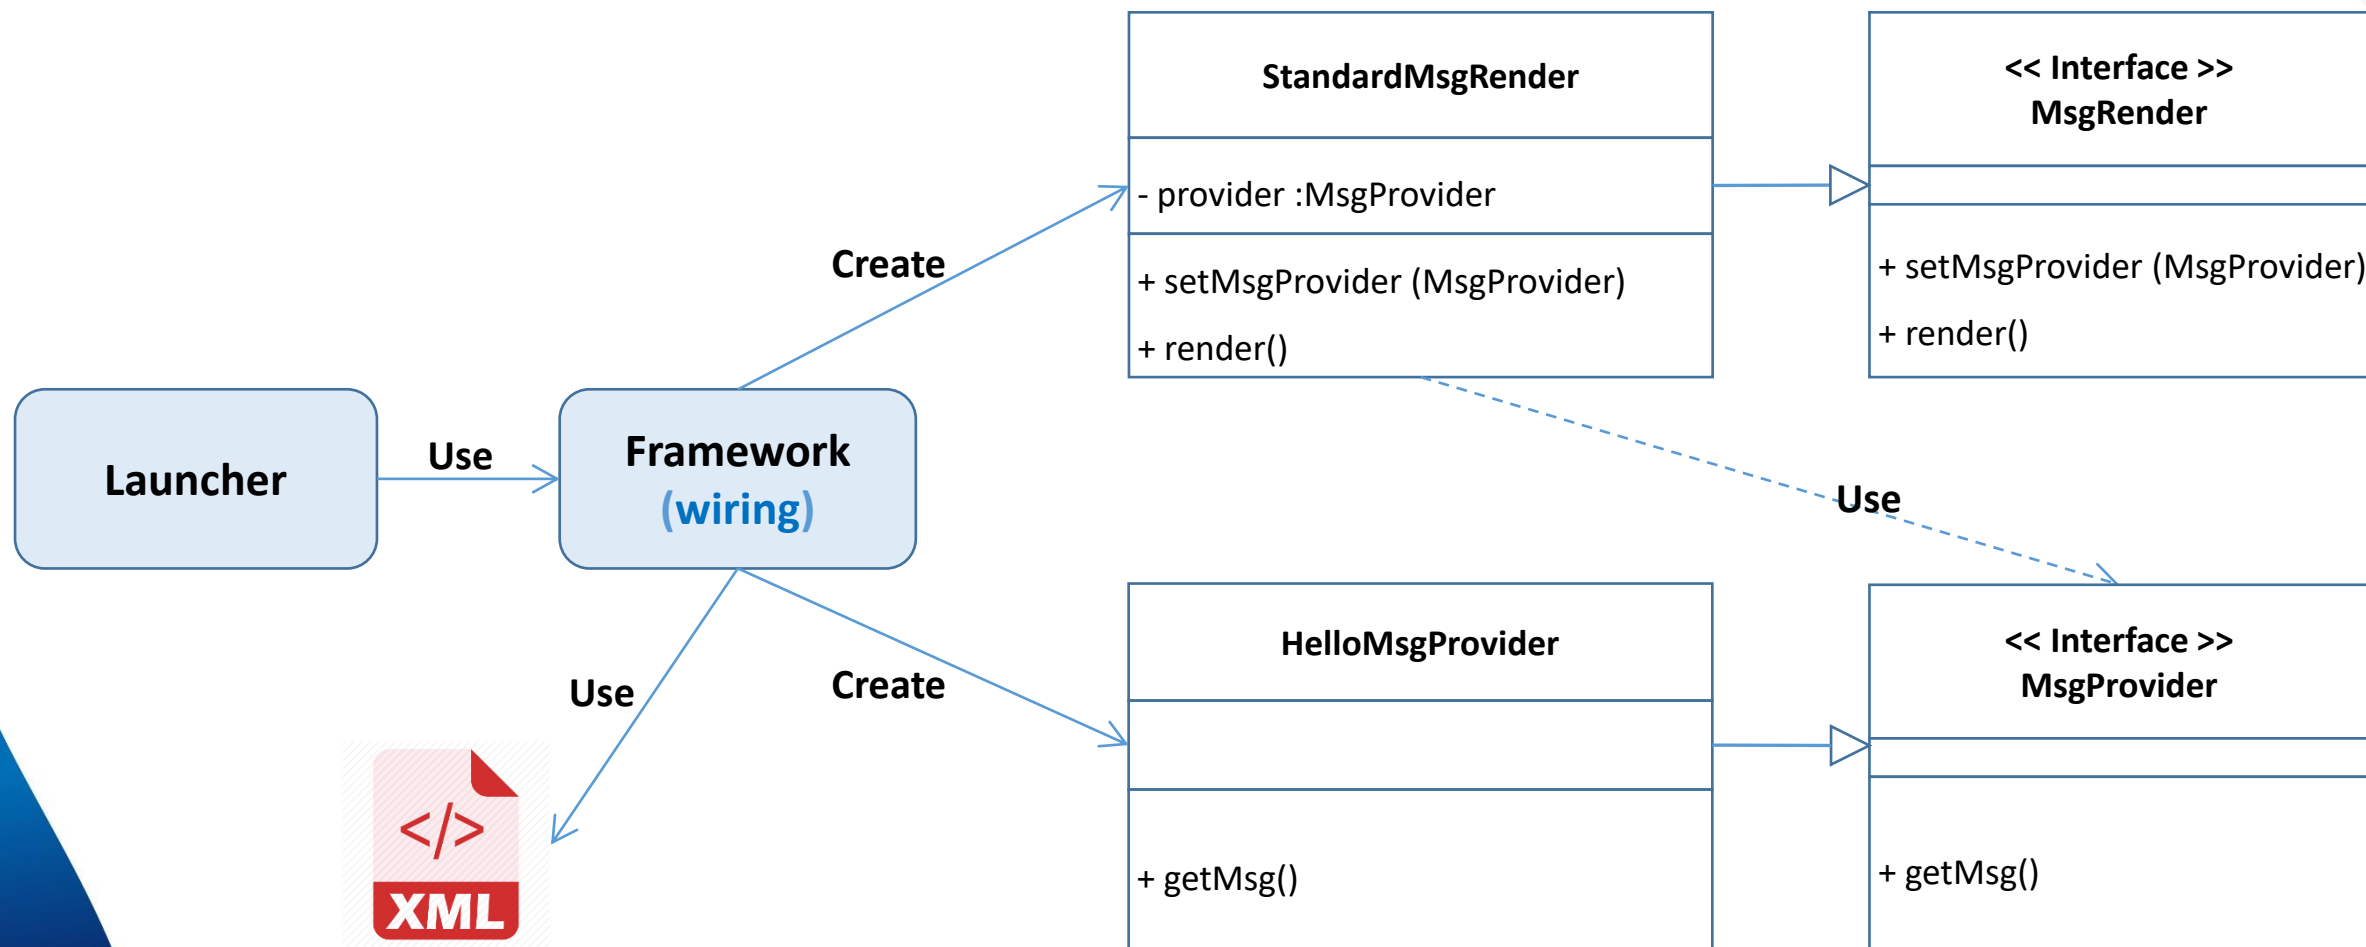 StandardMsgRender
- provider :MsgProvider
+ setMsgProvider (MsgProvider)
+ render()
<< Interface >>
MsgRender
+ setMsgProvider (MsgProvider)
+ render()
Create
Launcher
Use
Framework
(wiring)
Use
Use
Create
HelloMsgProvider
+ getMsg()
<< Interface >>
MsgProvider
+ getMsg()
</>
XML